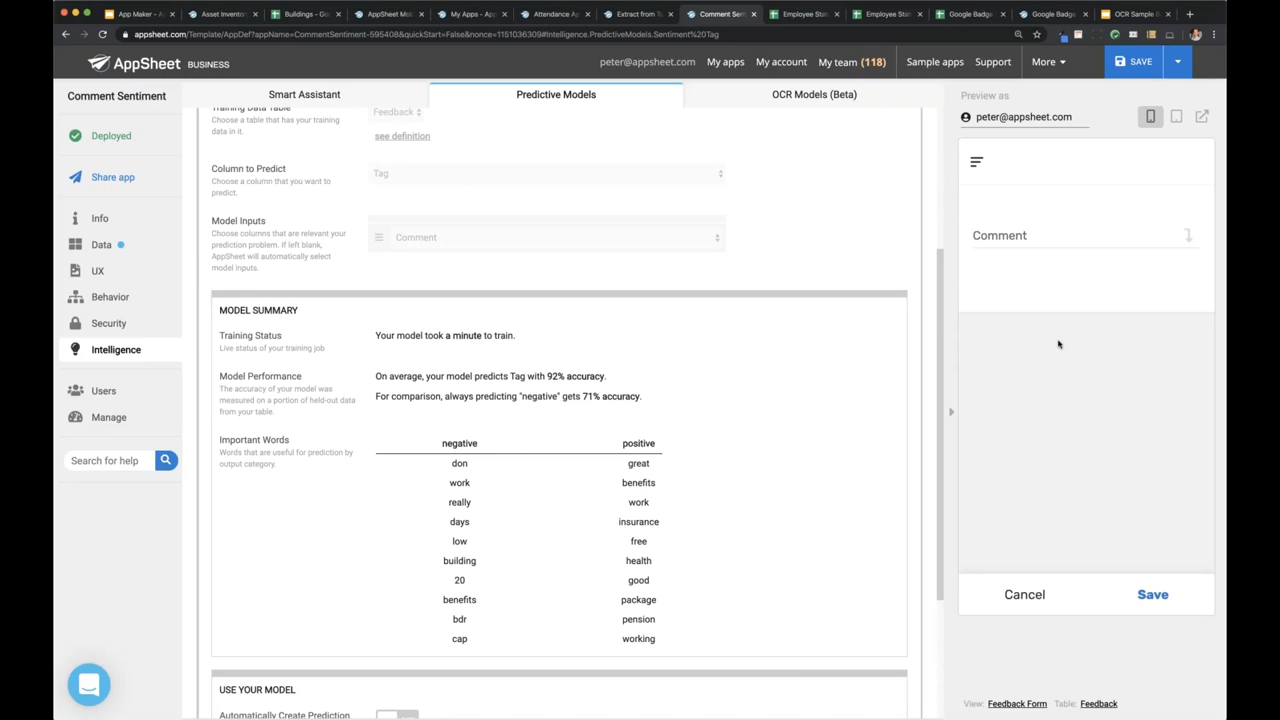 App Maker - A
Asset Inventor
Buildings - Go
AppSheet Mo
My Apps - Ap
Attendance Ap
Extract from T
Comment Sen
Employee Sta
Employee Sta
Google Badge
Google Badge
OCR Sample B
appsheet.com/Template/AppDef?appName=CommentSentiment-595408&quickStart=False&nonce=1151036309#Intelligence.PredictiveModels.Sentiment%20Tag
AppSheet BUSINESS
peter@appsheet.com My apps My account My team (118) Sample apps Support More SAVE
Comment Sentiment
Smart Assistant Predictive Models OCR Models (Beta)
Preview as
peter@appsheet.com
Deployed
Share app
Info
Data
UX
Behavior
Security
Intelligence
Users
Manage
Search for help
Training Data Table
Choose a table that has your training
data in it.
Feedback
see definition
Column to Predict
Choose a column that you want to
predict.
Tag
Model Inputs
Choose columns that are relevant your
prediction problem. If left blank,
AppSheet will automatically select
model inputs.
Comment
MODEL SUMMARY
Training Status
Live status of your training job
Your model took a minute to train.
Model Performance
The accuracy of your model was
measured on a portion of held-out data
from your table.
On average, your model predicts Tag with 92% accuracy.
For comparison, always predicting "negative" gets 71% accuracy.
Important Words
Words that are useful for prediction by
output category.
negative positive
don great
work benefits
really work
days insurance
low free
building health
20 good
benefits package
bdr pension
cap working
USE YOUR MODEL
Automatically Create Prediction
Comment
Cancel Save
View: Feedback Form Table: Feedback